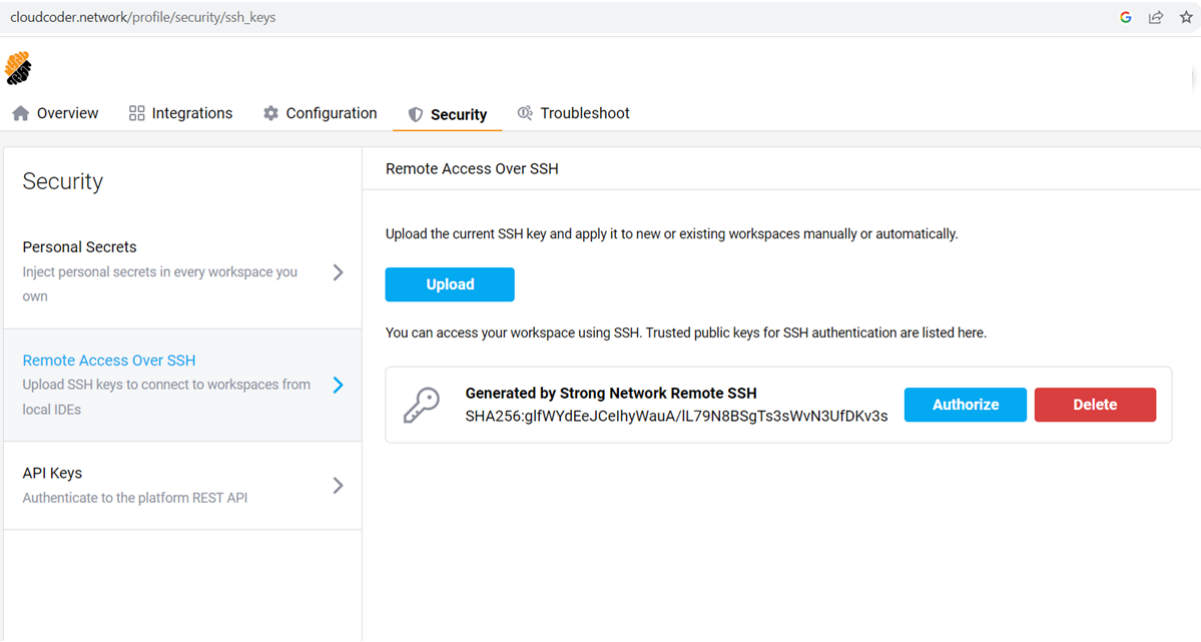 cloudcoder.network/profile/security/ssh_keys
Overview
Integrations
Configuration
Security
Troubleshoot
Security
Personal Secrets
Inject personal secrets in every workspace you
own
Remote Access Over SSH
Upload SSH keys to connect to workspaces from
local IDEs
API Keys
Authenticate to the platform REST API
Remote Access Over SSH
Upload the current SSH key and apply it to new or existing workspaces manually or automatically.
Upload
You can access your workspace using SSH. Trusted public keys for SSH authentication are listed here.
Generated by Strong Network Remote SSH
SHA256:glfWYdEeJCeIhyWauA/lL79N8BSgTs3sWvN3UfDKv3s
Authorize
Delete